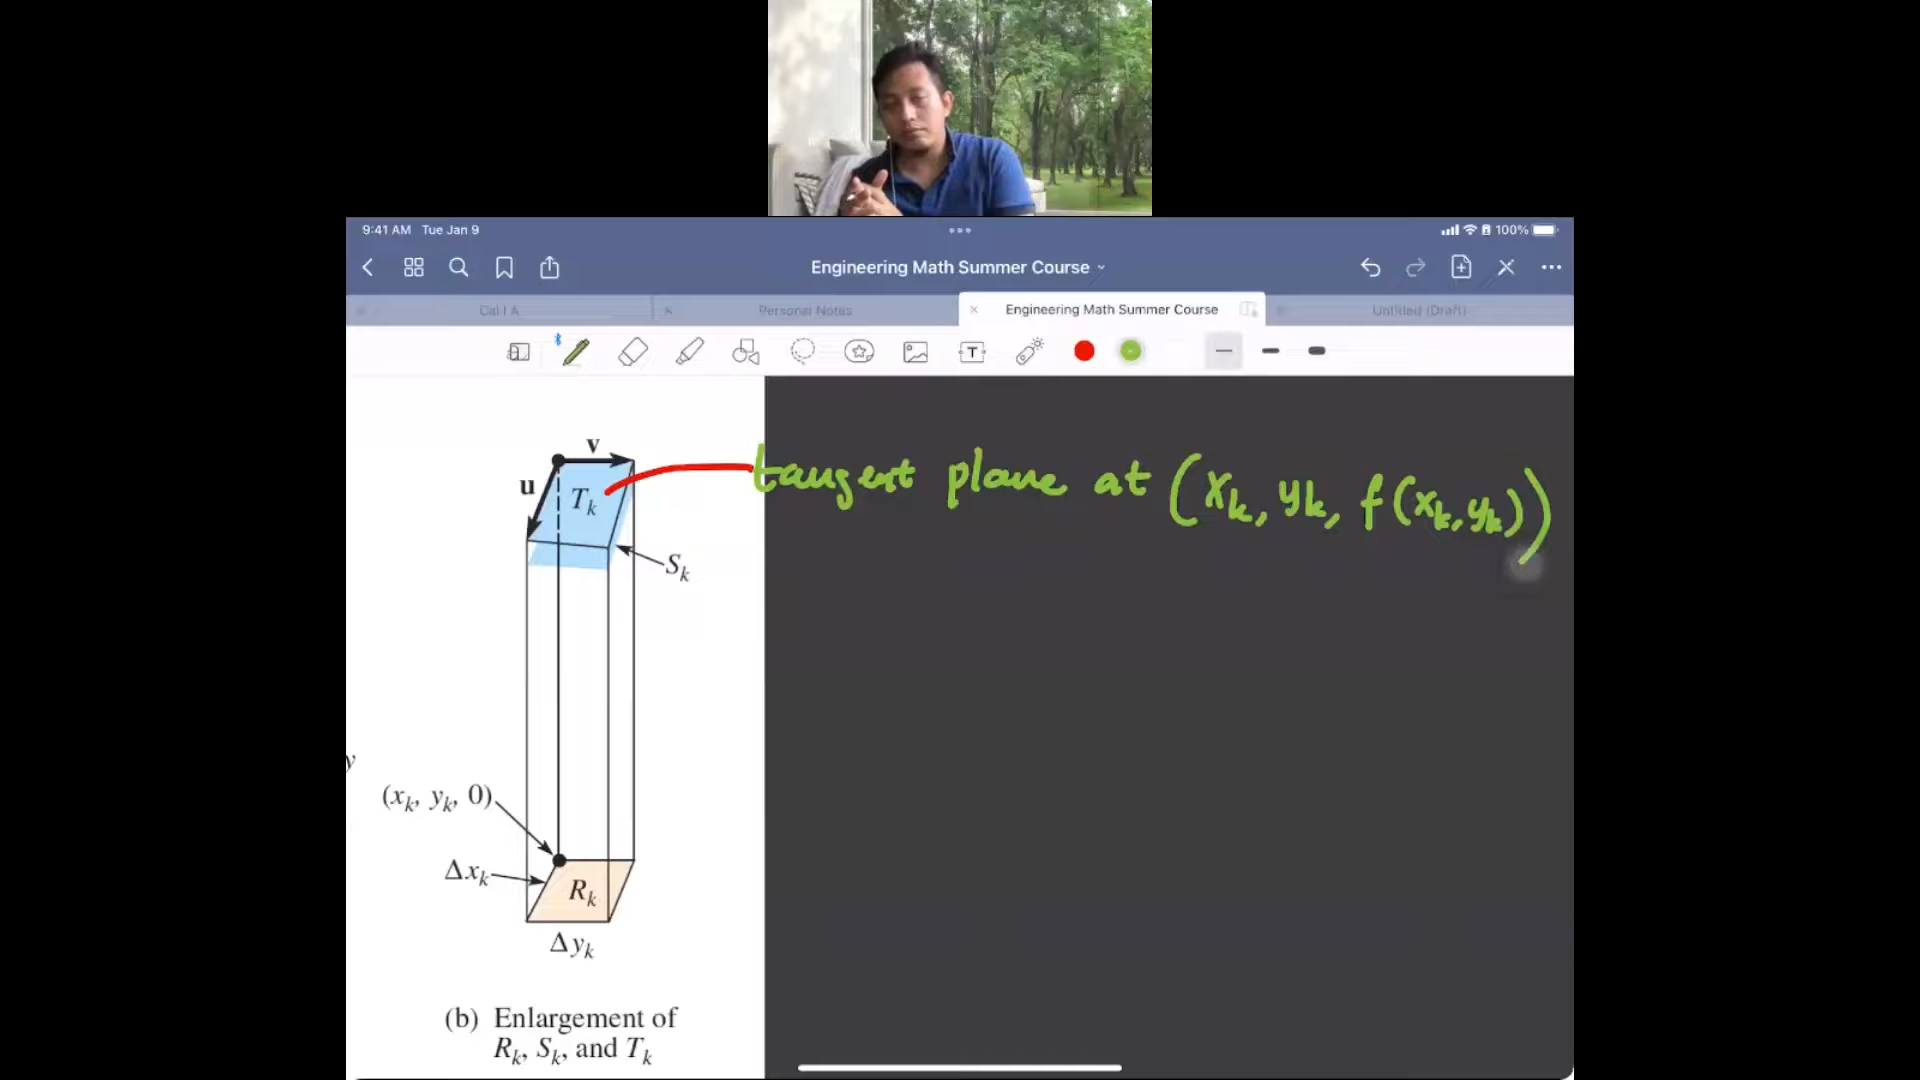 9:41 AM Tue Jan 9
100%
Engineering Math Summer Course
Cal I A
Personal Notes
Engineering Math Summer Course
Untitled (Draft)
T
v
u
T_k
tangent plane at (x_k, y_k, f(x_k, y_k))
S_k
y
(x_k, y_k, 0)
Δx_k
R_k
Δy_k
(b) Enlargement of
R_k, S_k, and T_k